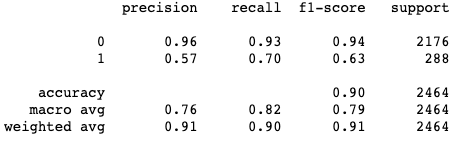 precision recall f1-score support
0 0.96 0.93 0.94 2176
1 0.57 0.70 0.63 288
accuracy 0.90 2464
macro avg 0.76 0.82 0.79 2464
weighted avg 0.91 0.90 0.91 2464